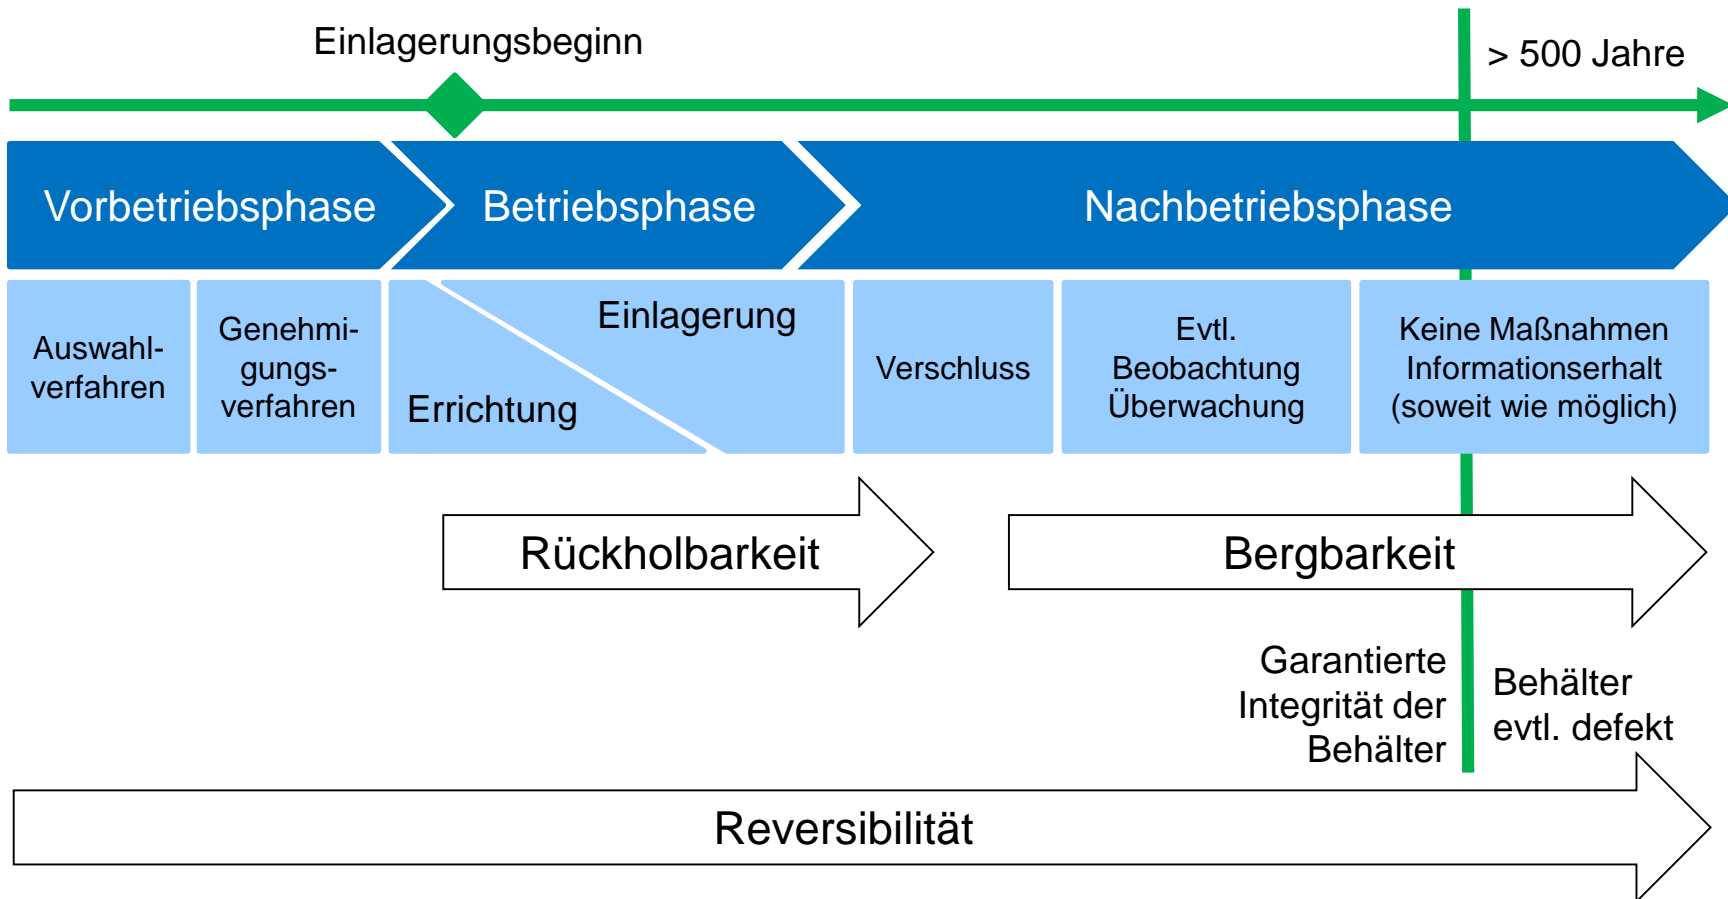 Einlagerungsbeginn
> 500 Jahre
Vorbetriebsphase
Betriebsphase
Nachbetriebsphase
Auswahl-
verfahren
Genehmi-
gungs-
verfahren
Errichtung
Einlagerung
Verschluss
Evtl.
Beobachtung
Überwachung
Keine Maßnahmen
Informationserhalt
(soweit wie möglich)
Rückholbarkeit
Bergbarkeit
Garantierte
Integrität der
Behälter
Behälter
evtl. defekt
Reversibilität